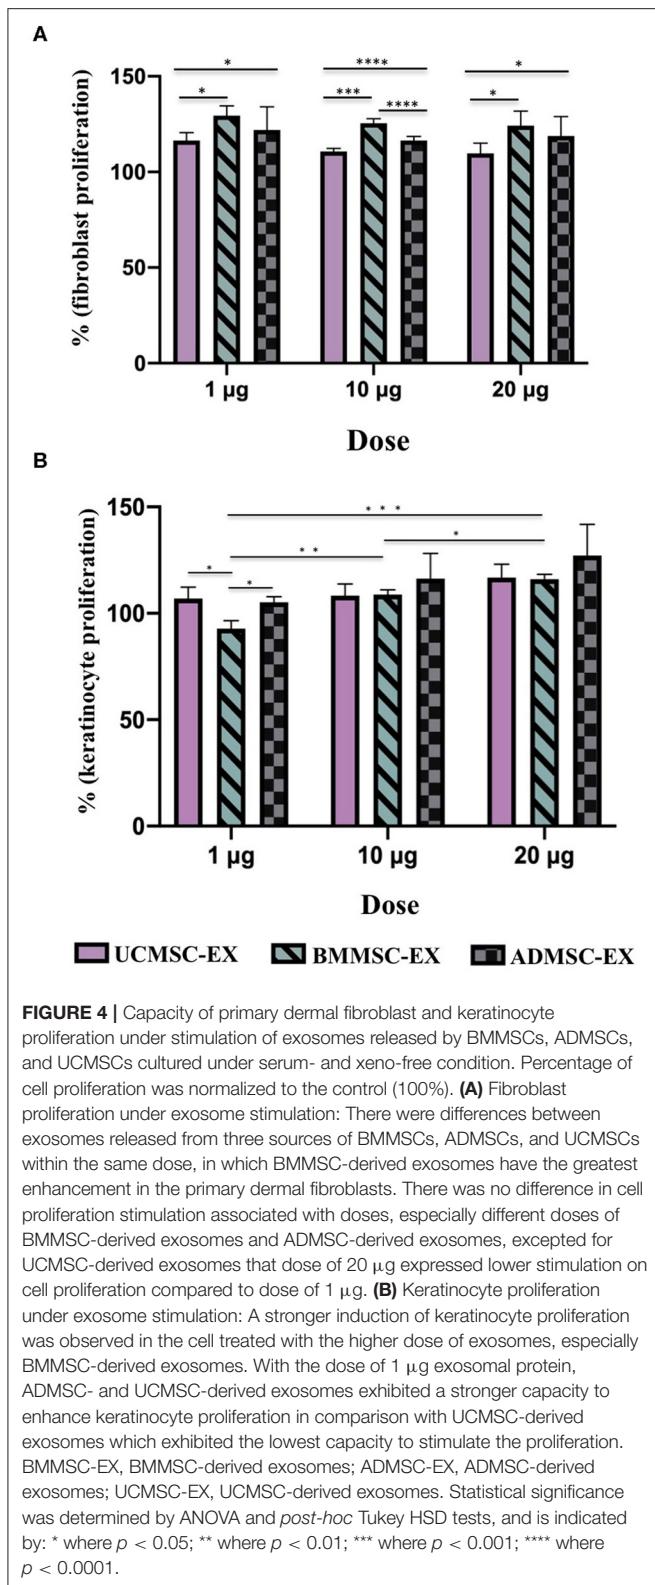 A
% (fibroblast proliferation)
150
100
50
0
*
*
****
***
****
*
*
1 µg
10 µg
20 µg
Dose
B
% (keratinocyte proliferation)
150
100
50
0
* * *
* *
*
*
*
1 µg
10 µg
20 µg
Dose
UCMSC-EX BMMSC-EX ADMSC-EX
FIGURE 4 | Capacity of primary dermal fibroblast and keratinocyte
proliferation under stimulation of exosomes released by BMMSCs, ADMSCs,
and UCMSCs cultured under serum- and xeno-free condition. Percentage of
cell proliferation was normalized to the control (100%). (A) Fibroblast
proliferation under exosome stimulation: There were differences between
exosomes released from three sources of BMMSCs, ADMSCs, and UCMSCs
within the same dose, in which BMMSC-derived exosomes have the greatest
enhancement in the primary dermal fibroblasts. There was no difference in cell
proliferation stimulation associated with doses, especially different doses of
BMMSC-derived exosomes and ADMSC-derived exosomes, excepted for
UCMSC-derived exosomes that dose of 20 μg expressed lower stimulation on
cell proliferation compared to dose of 1 μg. (B) Keratinocyte proliferation
under exosome stimulation: A stronger induction of keratinocyte proliferation
was observed in the cell treated with the higher dose of exosomes, especially
BMMSC-derived exosomes. With the dose of 1 μg exosomal protein,
ADMSC- and UCMSC-derived exosomes exhibited a stronger capacity to
enhance keratinocyte proliferation in comparison with UCMSC-derived
exosomes which exhibited the lowest capacity to stimulate the proliferation.
BMMSC-EX, BMMSC-derived exosomes; ADMSC-EX, ADMSC-derived
exosomes; UCMSC-EX, UCMSC-derived exosomes. Statistical significance
was determined by ANOVA and post-hoc Tukey HSD tests, and is indicated
by: * where p < 0.05; ** where p < 0.01; *** where p < 0.001; **** where
p < 0.0001.